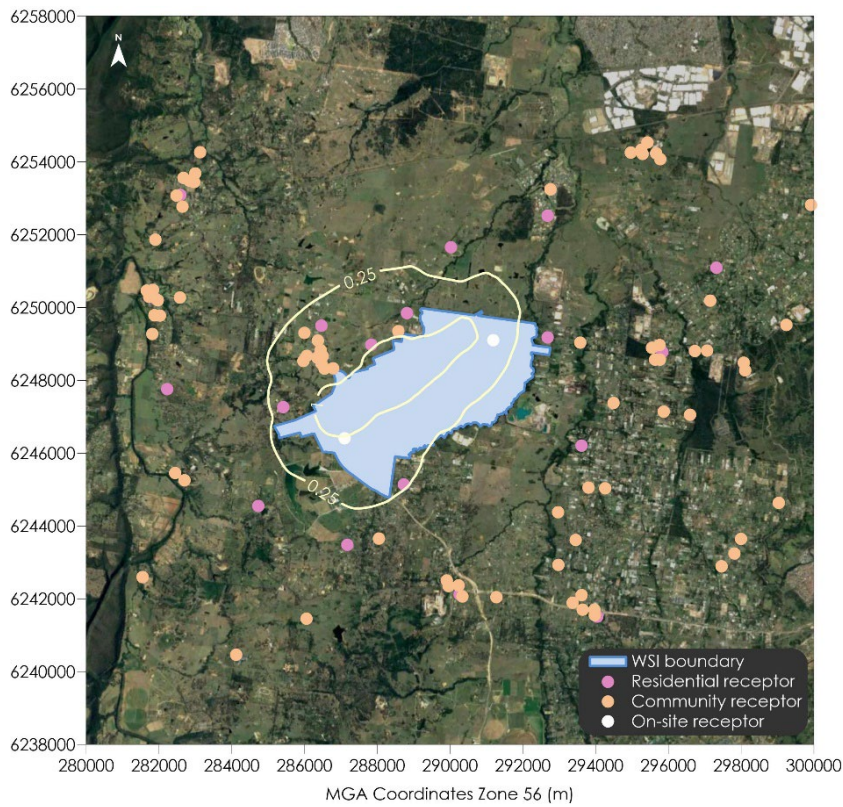 6258000
N
6256000
6254000
6252000
6250000
0.25
6248000
6246000
0.25
6244000
6242000
6240000
6238000
WSI boundary
Residential receptor
Community receptor
On-site receptor
280000 282000 284000 286000 288000 290000 292000 294000 296000 298000 300000
MGA Coordinates Zone 56 (m)